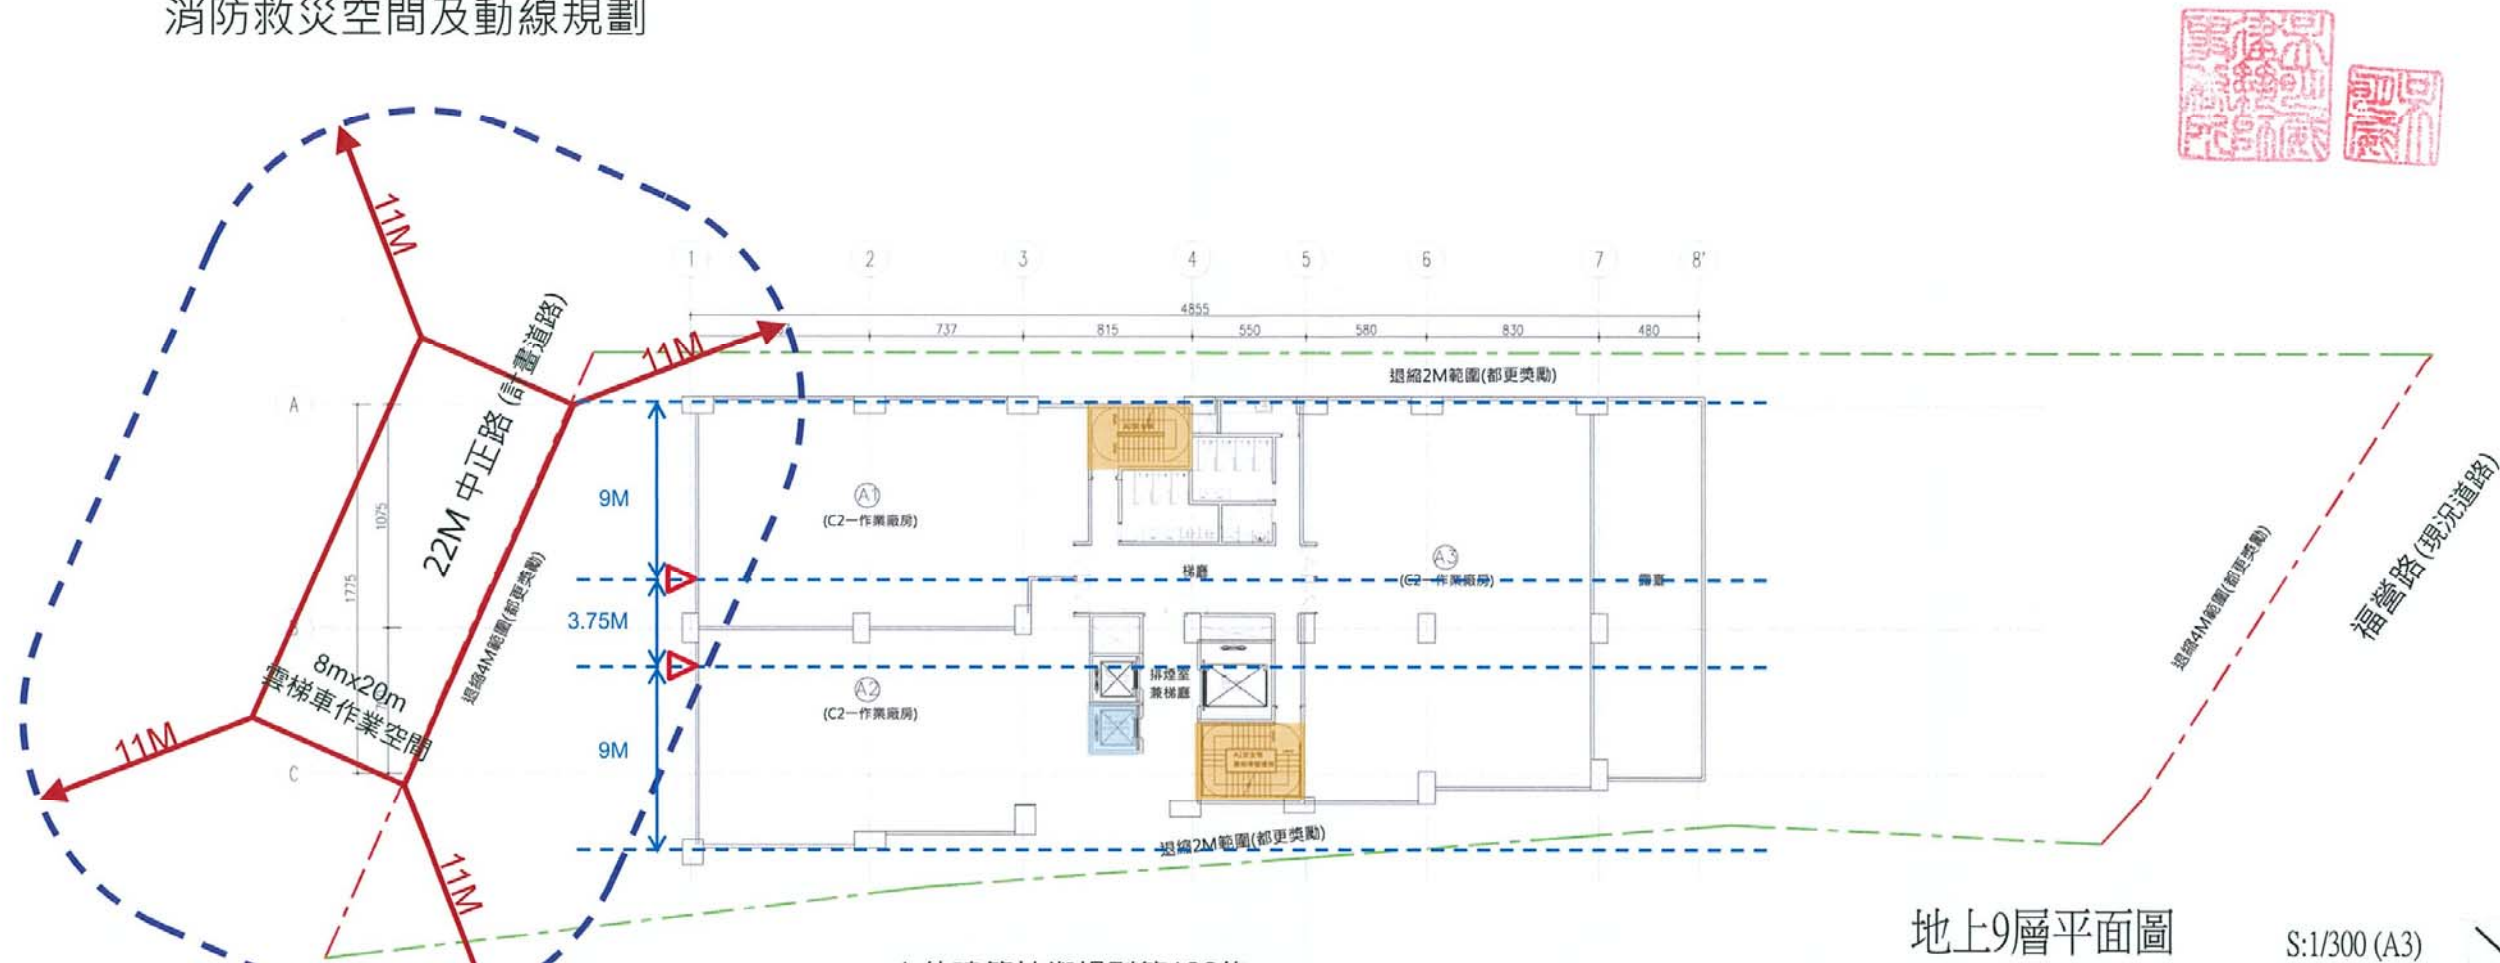 消防救災空間及動線規劃
11M
11M
11M
11M
1
2
3
4
5
6
7
8'
4855
737
815
550
580
830
480
退縮2M範圍(都更獎勵)
A
C
1075
1775
22M 中正路 (計畫道路)
退縮4M範圍(都更獎勵)
8mx20m
雲梯車作業空間
9M
3.75M
9M
A1
(C2一作業廠房)
A2
(C2一作業廠房)
A3
(C2一作業廠房)
梯廳
排煙室
兼梯廳
露臺
退縮2M範圍(都更獎勵)
退縮4M範圍(都更獎勵)
福營路(現況道路)
地上9層平面圖
S:1/300 (A3)